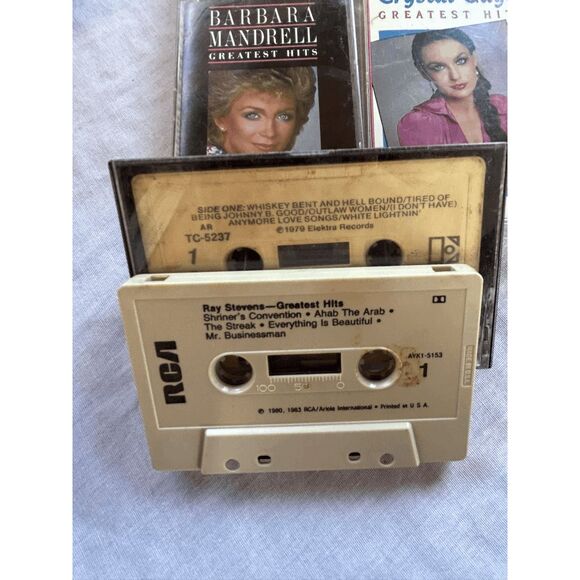 BARBARA
MANDRELL
GREATEST HITS
Crystal Gay
GREATEST HI
SIDE ONE: WHISKEY BENT AND HELL BOUND/TIRED OF
BEING JOHNNY B. GOOD/OUTLAW WOMEN/(I DON'T HAVE)
ANYMORE LOVE SONGS/WHITE LIGHTNIN'
AR
TC-5237
©1979 Elektra Records
1
Ray Stevens—Greatest Hits
Shriner's Convention • Ahab The Arab •
The Streak • Everything Is Beautiful •
Mr. Businessman
RCA
AYK1-5153
1
100 50 0
℗ 1980, 1983 RCA/Ariola International • Printed in U S A.